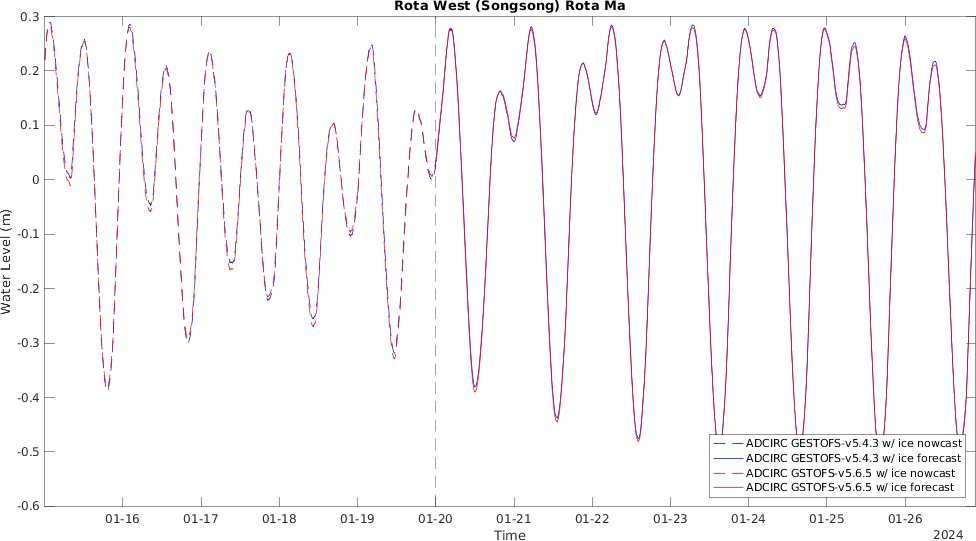 Rota West (Songsong) Rota Ma
0.3
0.2
0.1
0
-0.1
-0.2
-0.3
-0.4
-0.5
-0.6
Water Level (m)
ADCIRC GESTOFS-v5.4.3 w/ ice nowcast
ADCIRC GESTOFS-v5.4.3 w/ ice forecast
ADCIRC GSTOFS-v5.6.5 w/ ice nowcast
ADCIRC GSTOFS-v5.6.5 w/ ice forecast
01-16 01-17 01-18 01-19 01-20 01-21 01-22 01-23 01-24 01-25 01-26
Time
2024